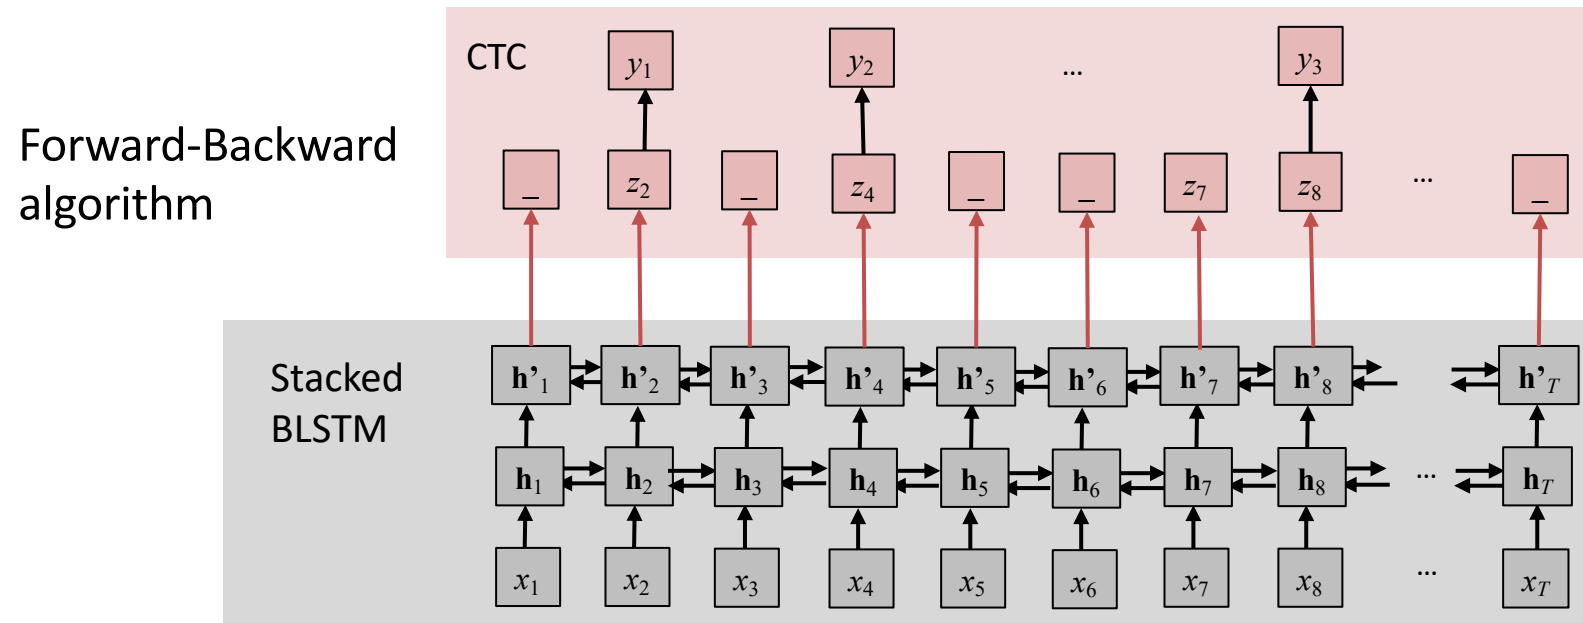 CTC
y1 y2 ... y3
Forward-Backward
algorithm
_ z2 _ z4 _ _ z7 z8 ... _
Stacked
BLSTM
h'1 h'2 h'3 h'4 h'5 h'6 h'7 h'8 h'T
h1 h2 h3 h4 h5 h6 h7 h8 ... hT
x1 x2 x3 x4 x5 x6 x7 x8 ... xT